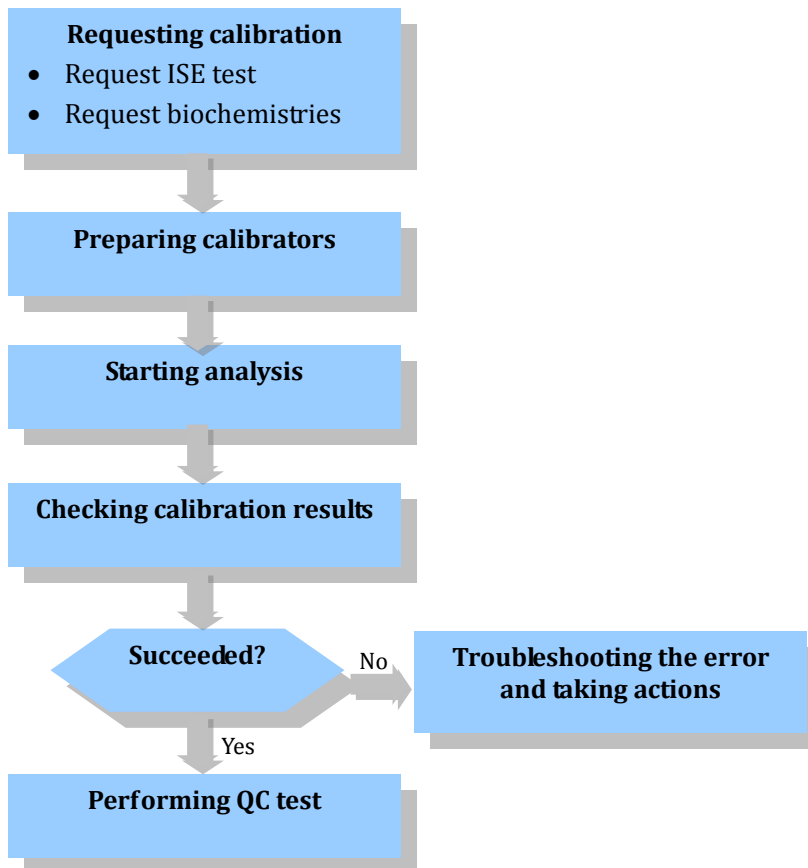 Requesting calibration
• Request ISE test
• Request biochemistries
Preparing calibrators
Starting analysis
Checking calibration results
Succeeded?
No
Troubleshooting the error
and taking actions
Yes
Performing QC test